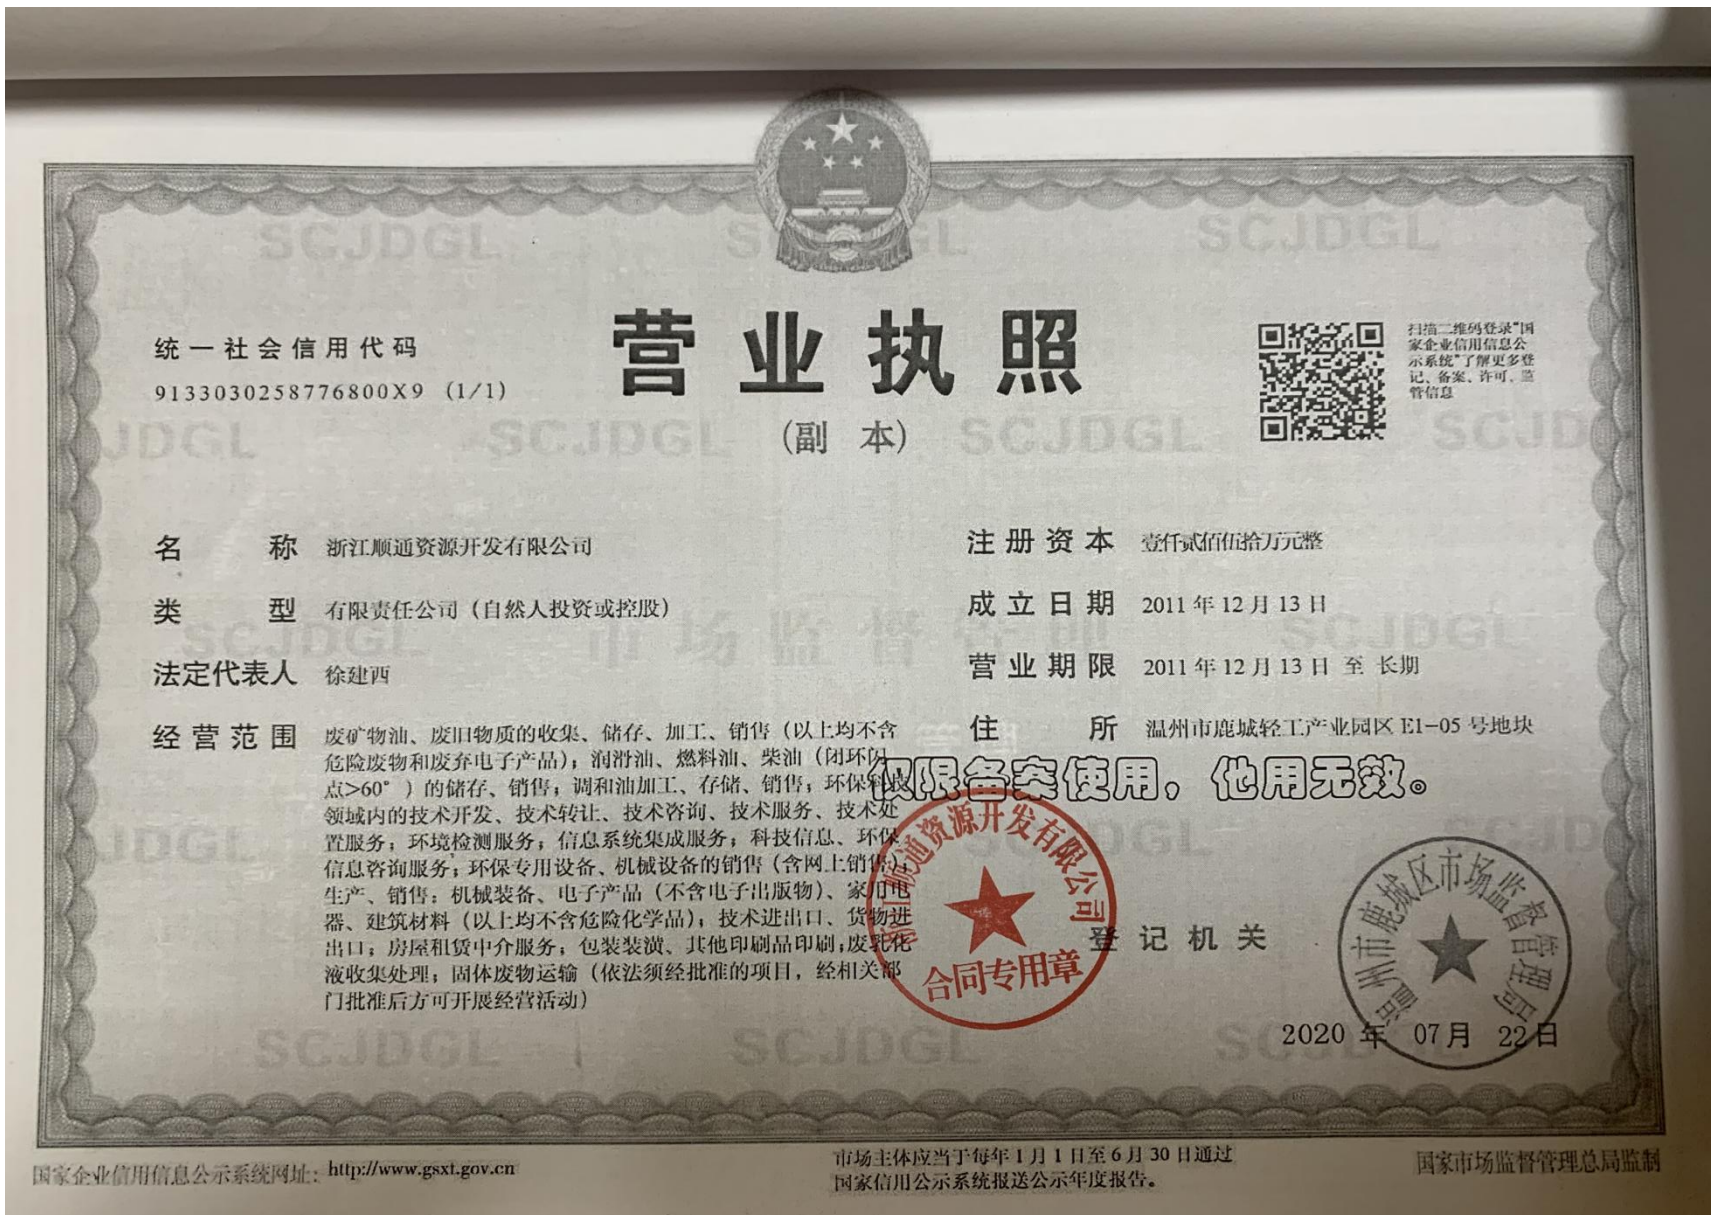 统一社会信用代码
9133030258776800X9 (1/1)
营业执照
(副 本)
扫描二维码登录“国
家企业信用信息公
示系统”了解更多登
记、备案、许可、监
管信息
名 称 浙江顺通资源开发有限公司
类 型 有限责任公司（自然人投资或控股）
法定代表人 徐建西
经营范围 废矿物油、废旧物质的收集、储存、加工、销售（以上均不含
危险废物和废弃电子产品）；润滑油、燃料油、柴油（闭环闪
点>60°）的储存、销售；调和油加工、存储、销售；环保科技
领域内的技术开发、技术转让、技术咨询、技术服务、技术处
置服务；环境检测服务；信息系统集成服务；科技信息、环保
信息咨询服务；环保专用设备、机械设备的销售（含网上销售）；
生产、销售：机械装备、电子产品（不含电子出版物）、家用电
器、建筑材料（以上均不含危险化学品）；技术进出口、货物进
出口；房屋租赁中介服务；包装装潢、其他印刷品印刷；废乳化
液收集处理；固体废物运输（依法须经批准的项目，经相关部
门批准后方可开展经营活动）
注册资本 壹仟贰佰伍拾万元整
成立日期 2011年12月13日
营业期限 2011年12月13日 至 长期
住 所 温州市鹿城轻工产业园区E1-05号地块
仅限备案使用，他用无效。
浙江顺通资源开发有限公司
合同专用章
登记机关
温州市鹿城区市场监督管理局
2020 年 07月 22日
国家企业信用信息公示系统网址：http://www.gsxt.gov.cn
市场主体应当于每年1月1日至6月30日通过
国家信用公示系统报送公示年度报告。
国家市场监督管理总局监制
SCJDGL
市场监督管理